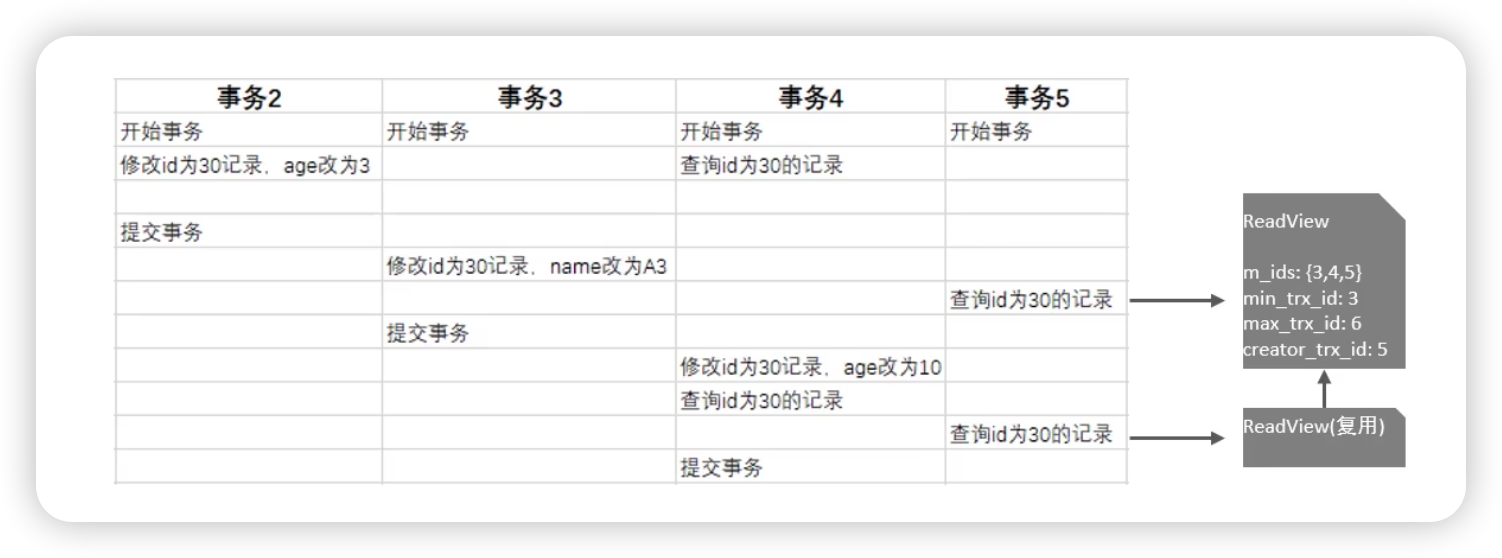 事务2 事务3 事务4 事务5
开始事务 开始事务 开始事务 开始事务
修改id为30记录，age改为3 查询id为30的记录
提交事务
修改id为30记录，name改为A3
查询id为30的记录
提交事务
修改id为30记录，age改为10
查询id为30的记录
查询id为30的记录
提交事务
ReadView
m_ids: {3,4,5}
min_trx_id: 3
max_trx_id: 6
creator_trx_id: 5
ReadView(复用)